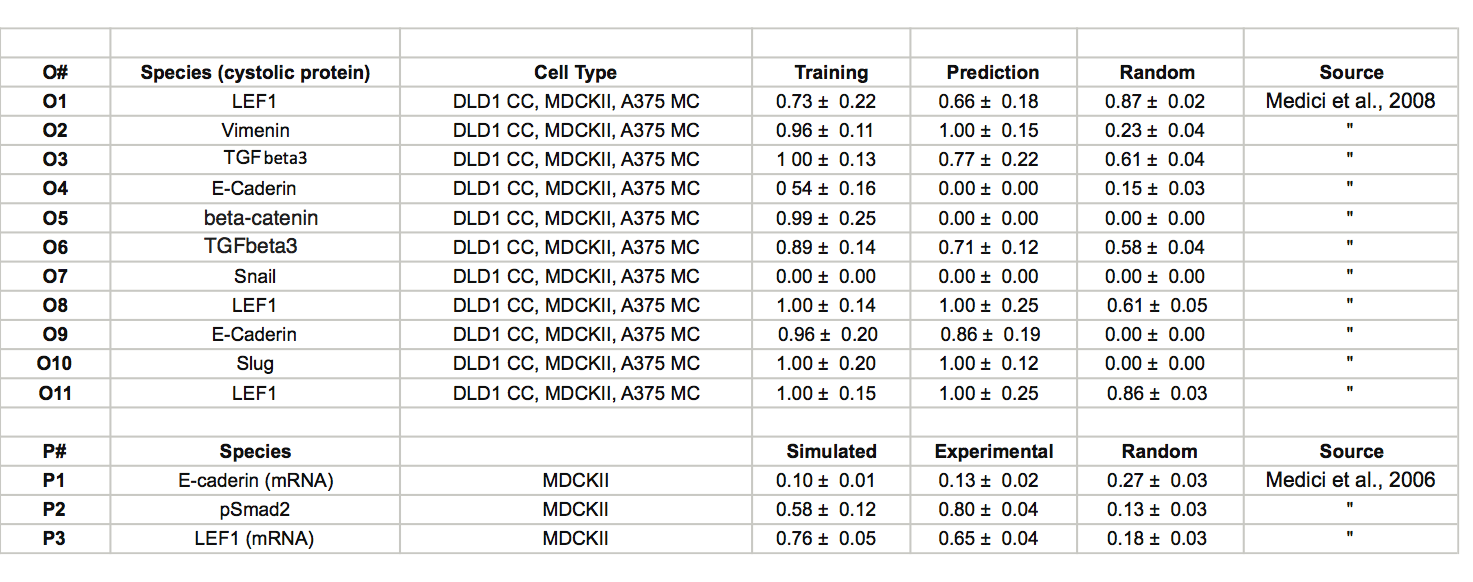 O# Species (cystolic protein) Cell Type Training Prediction Random Source
O1 LEF1 DLD1 CC, MDCKII, A375 MC 0.73 ± 0.22 0.66 ± 0.18 0.87 ± 0.02 Medici et al., 2008
O2 Vimenin DLD1 CC, MDCKII, A375 MC 0.96 ± 0.11 1.00 ± 0.15 0.23 ± 0.04 "
O3 TGFbeta3 DLD1 CC, MDCKII, A375 MC 1 00 ± 0.13 0.77 ± 0.22 0.61 ± 0.04 "
O4 E-Caderin DLD1 CC, MDCKII, A375 MC 0 54 ± 0.16 0.00 ± 0.00 0.15 ± 0.03 "
O5 beta-catenin DLD1 CC, MDCKII, A375 MC 0.99 ± 0.25 0.00 ± 0.00 0.00 ± 0.00 "
O6 TGFbeta3 DLD1 CC, MDCKII, A375 MC 0.89 ± 0.14 0.71 ± 0.12 0.58 ± 0.04 "
O7 Snail DLD1 CC, MDCKII, A375 MC 0.00 ± 0.00 0.00 ± 0.00 0.00 ± 0.00 "
O8 LEF1 DLD1 CC, MDCKII, A375 MC 1.00 ± 0.14 1.00 ± 0.25 0.61 ± 0.05 "
O9 E-Caderin DLD1 CC, MDCKII, A375 MC 0.96 ± 0.20 0.86 ± 0.19 0.00 ± 0.00 "
O10 Slug DLD1 CC, MDCKII, A375 MC 1.00 ± 0.20 1.00 ± 0.12 0.00 ± 0.00 "
O11 LEF1 DLD1 CC, MDCKII, A375 MC 1.00 ± 0.15 1.00 ± 0.25 0.86 ± 0.03 "
P# Species Simulated Experimental Random Source
P1 E-caderin (mRNA) MDCKII 0.10 ± 0.01 0.13 ± 0.02 0.27 ± 0.03 Medici et al., 2006
P2 pSmad2 MDCKII 0.58 ± 0.12 0.80 ± 0.04 0.13 ± 0.03 "
P3 LEF1 (mRNA) MDCKII 0.76 ± 0.05 0.65 ± 0.04 0.18 ± 0.03 "